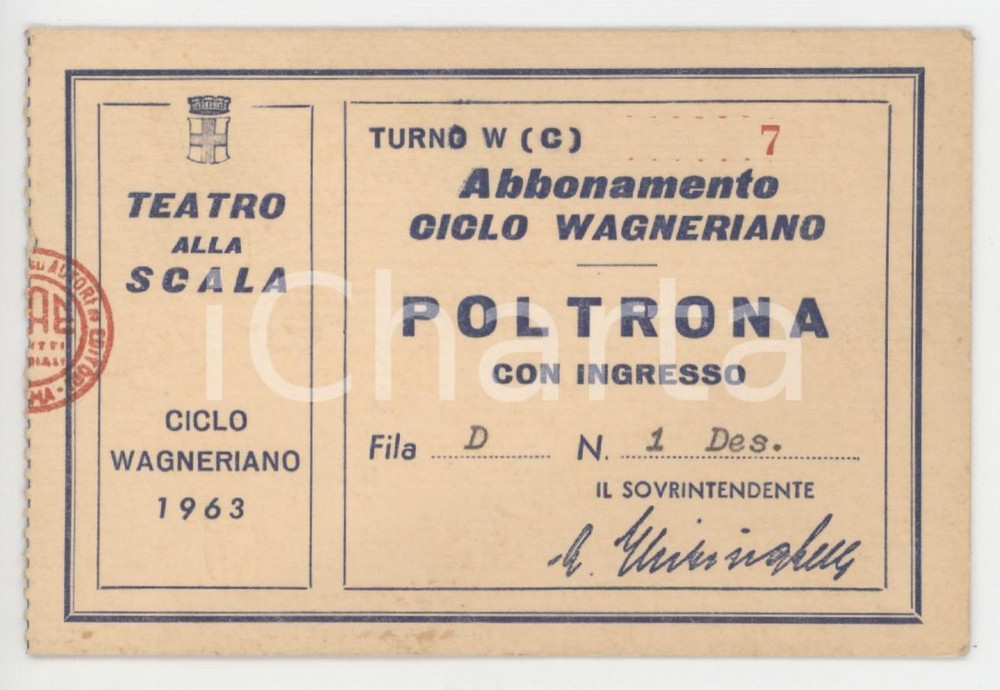 TEATRO
ALLA
SCALA
CICLO
WAGNERIANO
1963
TURNO W (C)
7
Abbonamento
CICLO WAGNERIANO
POLTRONA
CON INGRESSO
Fila D N. 1 Des.
IL SOVRINTENDENTE
iCharta